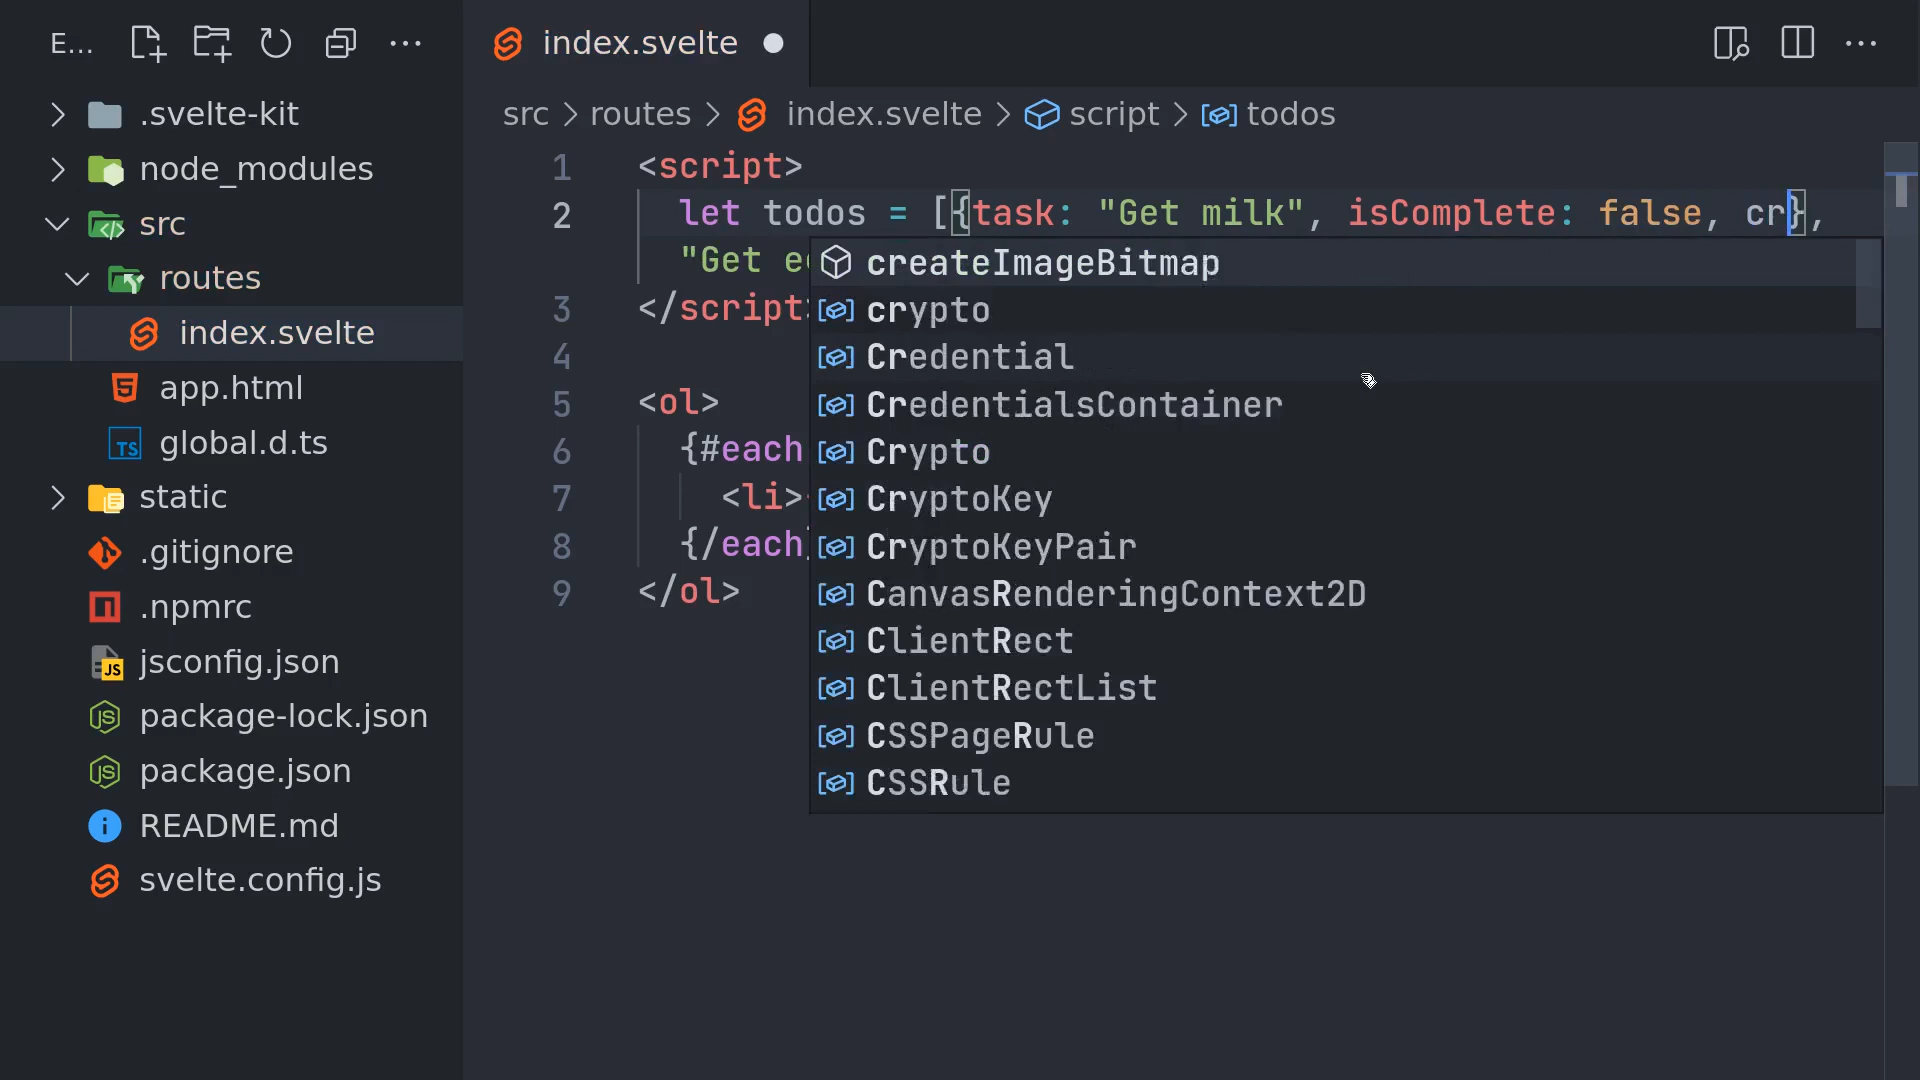 E...
index.svelte
.svelte-kit
node_modules
src
routes
index.svelte
app.html
global.d.ts
TS
static
.gitignore
.npmrc
jsconfig.json
JS
package-lock.json
package.json
README.md
svelte.config.js
src > routes > index.svelte > script > todos
1 <script>
2 let todos = [{task: "Get milk", isComplete: false, cr},
"Get e
3 </script
4
5 <ol>
6 {#each
7 <li>
8 {/each
9 </ol>
createImageBitmap
crypto
Credential
CredentialsContainer
Crypto
CryptoKey
CryptoKeyPair
CanvasRenderingContext2D
ClientRect
ClientRectList
CSSPageRule
CSSRule